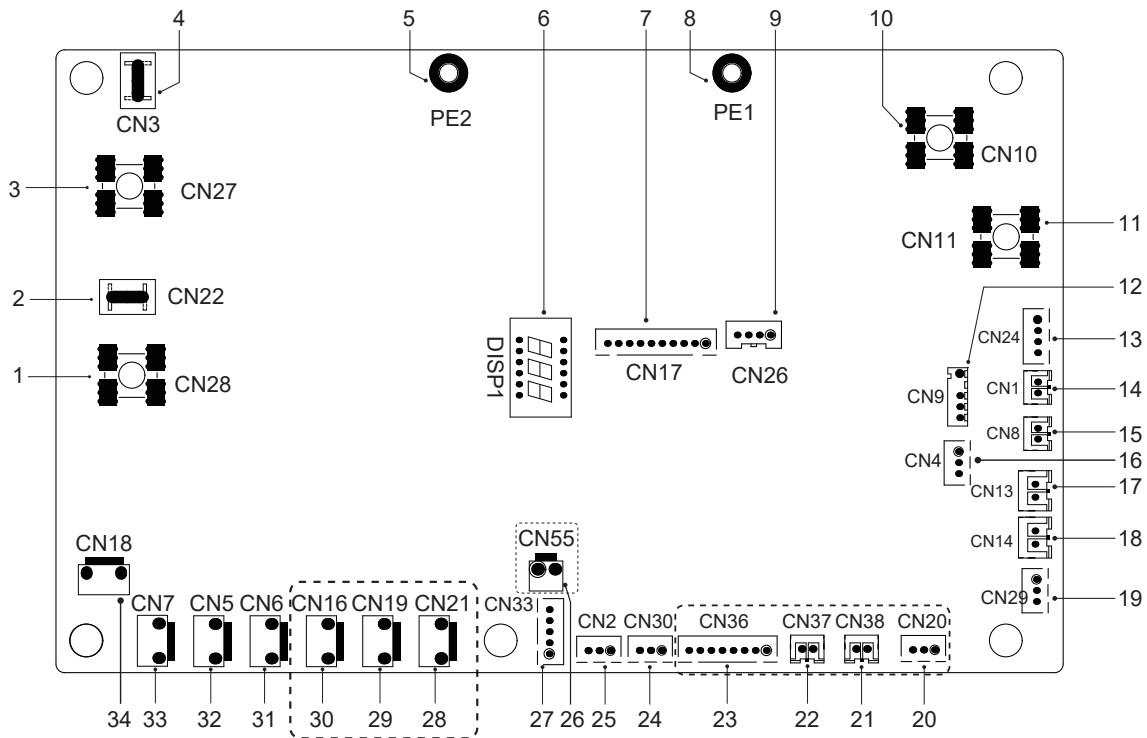 4 5 6 7 8 9 10
CN3 PE2 PE1
CN10
3 CN27
CN11 11
12
2 CN22
CN24 13
DISP1 CN17 CN26
1 CN28
CN9 CN1 14
CN8 15
CN4 16
CN13 17
CN18 CN55 CN14 18
CN7 CN5 CN6 CN16 CN19 CN21 CN33 CN2 CN30 CN36 CN37 CN38 CN20 CN29 19
34 33 32 31 30 29 28 27 26 25 24 23 22 21 20